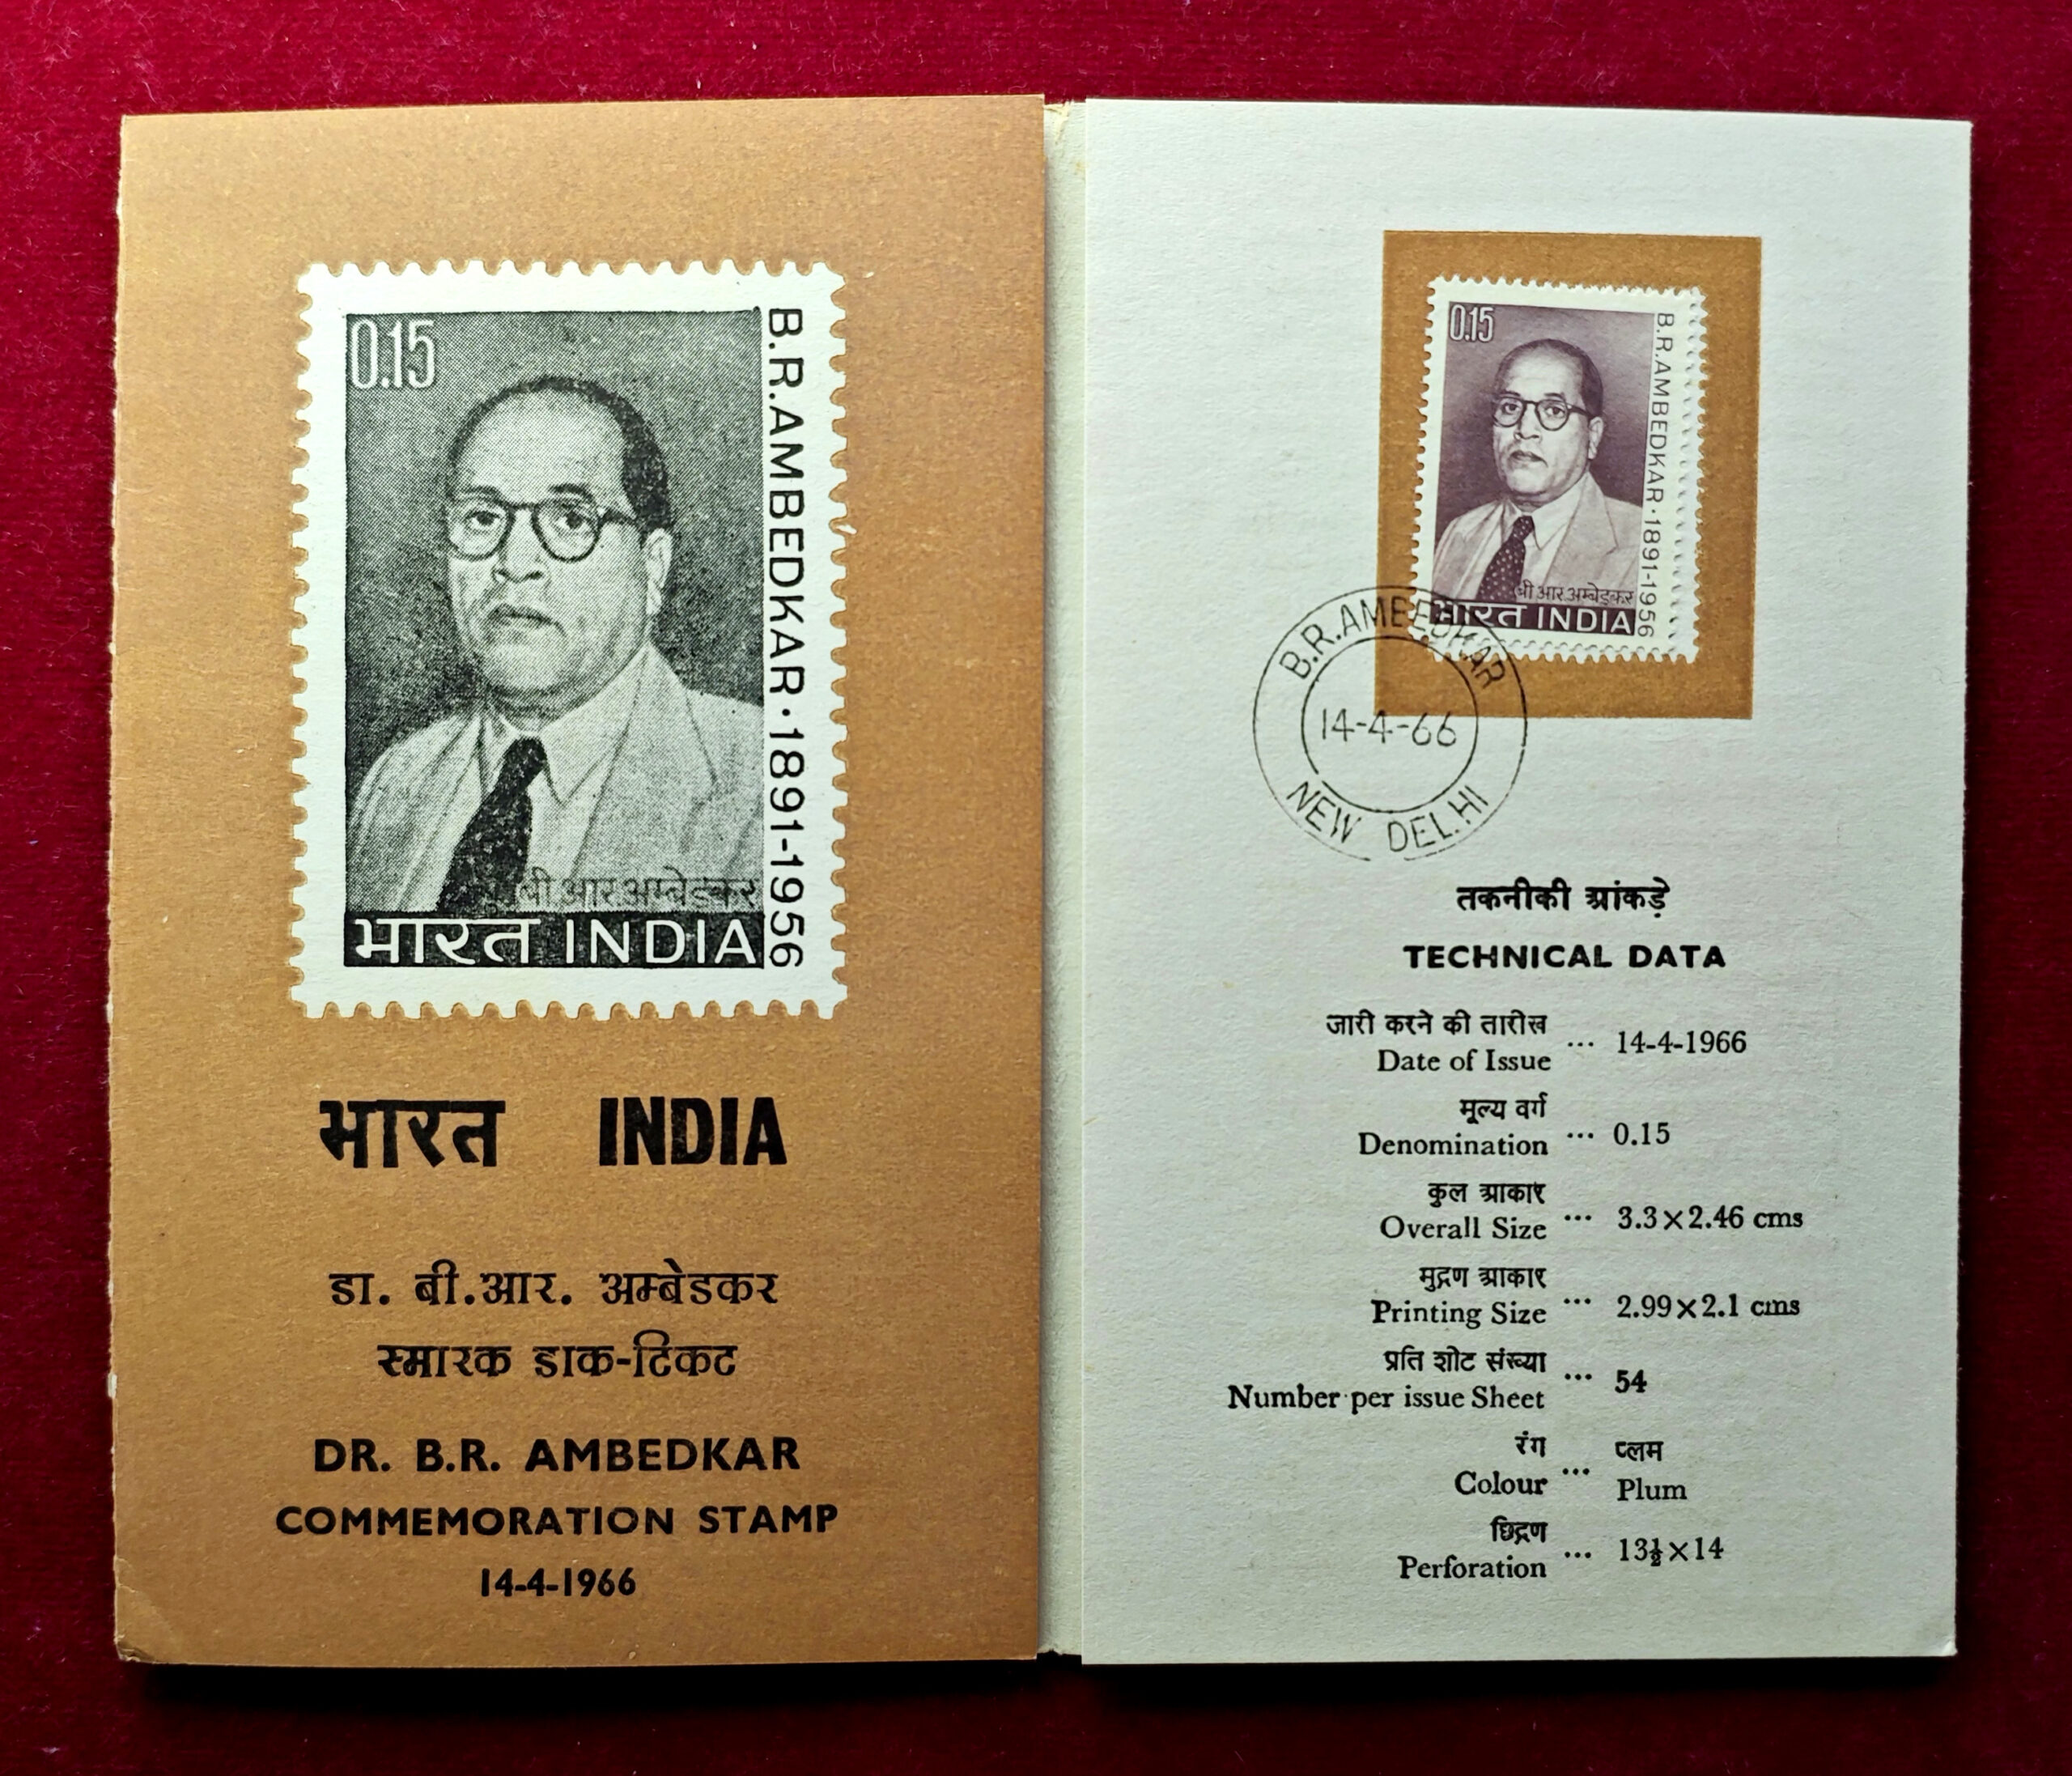 0.15
B.R.AMBEDKAR·1891-1956
बी.आर.अम्बेडकर
भारत INDIA
भारत INDIA
डा. बी.आर. अम्बेडकर
स्मारक डाक-टिकट
DR. B.R. AMBEDKAR
COMMEMORATION STAMP
14-4-1966
0.15
B.R.AMBEDKAR·1891-1956
बी.आर.अम्बेडकर
भारत INDIA
B.R.AMBEDKAR
14-4-66
NEW DELHI
तकनीकी आंकड़े
TECHNICAL DATA
जारी करने की तारीख
Date of Issue ... 14-4-1966
मूल्य वर्ग
Denomination ... 0.15
कुल आकार
Overall Size ... 3.3×2.46 cms
मुद्रण आकार
Printing Size ... 2.99×2.1 cms
प्रति शीट संख्या
Number per issue Sheet ... 54
रंग ... प्लम
Colour Plum
छिद्रण
Perforation ... 13½×14